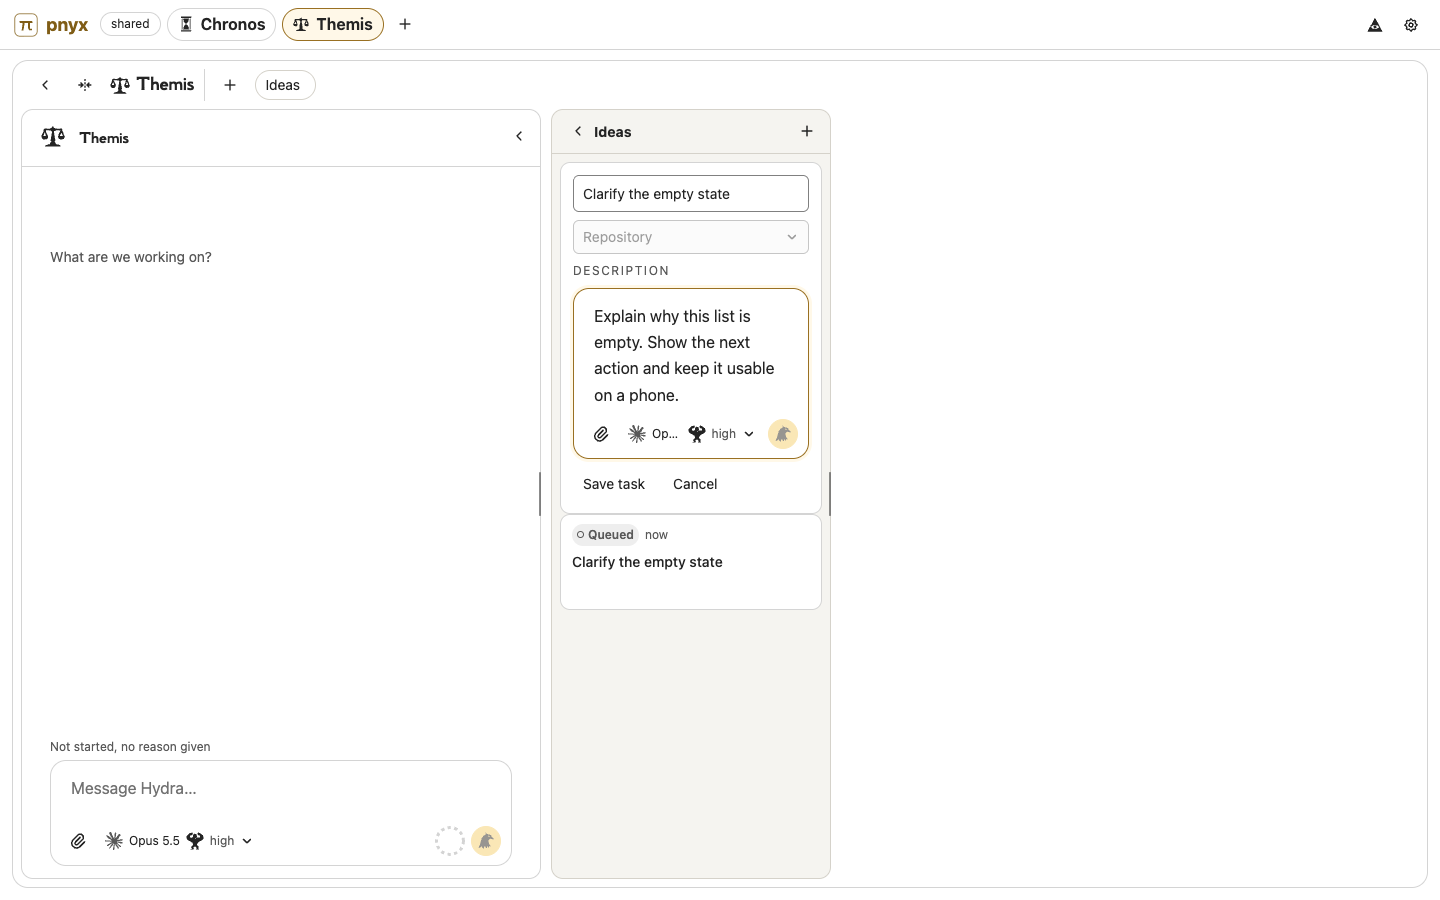 π pnyx
shared
Chronos
Themis
Themis
Ideas
Themis
What are we working on?
Not started, no reason given
Message Hydra...
Opus 5.5
high
Ideas
Clarify the empty state
Repository
DESCRIPTION
Explain why this list is
empty. Show the next
action and keep it usable
on a phone.
Op...
high
Save task
Cancel
Queued
now
Clarify the empty state